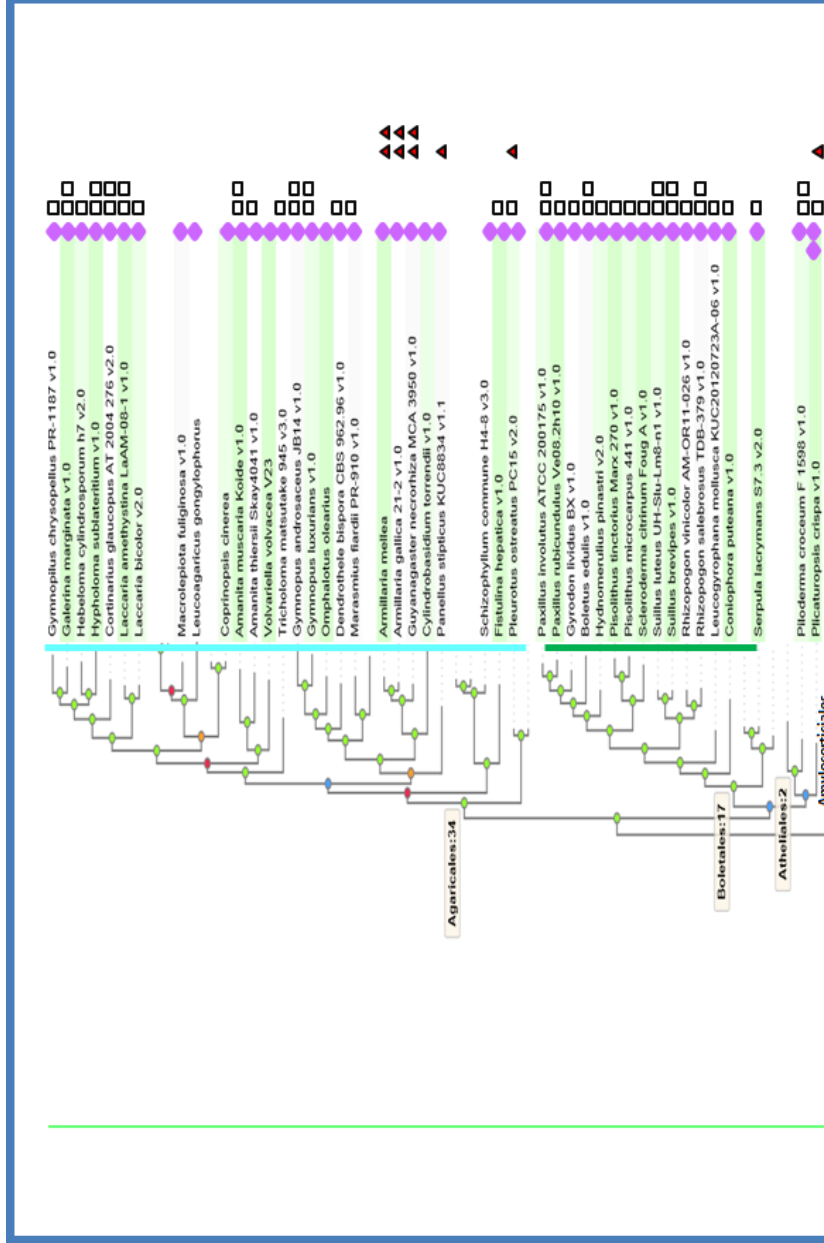 Gymnopilus chrysopellus PR-1187 v1.0
Galerina marginata v1.0
Hebeloma cylindrosporum h7 v2.0
Hypholoma sublateritium v1.0
Cortinarius glaucopus AT 2004 276 v2.0
Laccaria amethystina LaAM-08-1 v1.0
Laccaria bicolor v2.0
Macrolepiota fuliginosa v1.0
Leucoagaricus gongylophorus
Coprinopsis cinerea
Amanita muscaria Koide v1.0
Amanita thiersii Skay4041 v1.0
Volvariella volvacea V23
Tricholoma matsutake 945 v3.0
Gymnopus androsaceus JB14 v1.0
Gymnopus luxurians v1.0
Omphalotus olearius
Dendrothele bispora CBS 962.96 v1.0
Marasmius fiardii PR-910 v1.0
Armillaria mellea
Armillaria gallica 21-2 v1.0
Guyanagaster necrorhiza MCA 3950 v1.0
Cylindrobasidium torrendii v1.0
Panellus stipticus KUC8834 v1.1
Schizophyllum commune H4-8 v3.0
Fistulina hepatica v1.0
Pleurotus ostreatus PC15 v2.0
Paxillus involutus ATCC 200175 v1.0
Paxillus rubicundulus Ve08.2h10 v1.0
Gyrodon lividus BX v1.0
Boletus edulis v1.0
Hydnomerulius pinastri v2.0
Pisolithus tinctorius Marx 270 v1.0
Pisolithus microcarpus 441 v1.0
Scleroderma citrinum Foug A v1.0
Suillus luteus UH-Slu-Lm8-n1 v1.0
Suillus brevipes v1.0
Rhizopogon vinicolor AM-OR11-026 v1.0
Rhizopogon salebrosus TDB-379 v1.0
Leucogyrophana mollusca KUC20120723A-06 v1.0
Coniophora puteana v1.0
Serpula lacrymans S7.3 v2.0
Piloderma croceum F 1598 v1.0
Plicaturopsis crispa v1.0
Agaricales:34
Boletales:17
Atheliales:2
Amylocorticiales